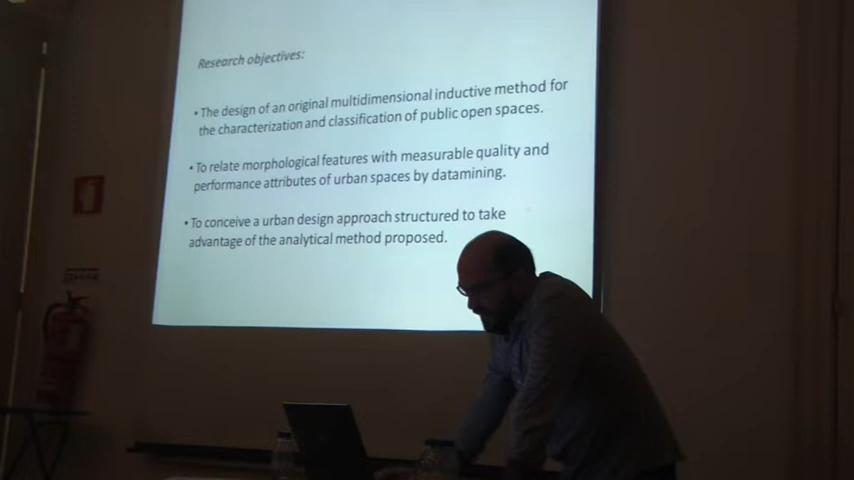 Research objectives:
• The design of an original multidimensional inductive method for
the characterization and classification of public open spaces.
• To relate morphological features with measurable quality and
performance attributes of urban spaces by datamining.
• To conceive a urban design approach structured to take
advantage of the analytical method proposed.